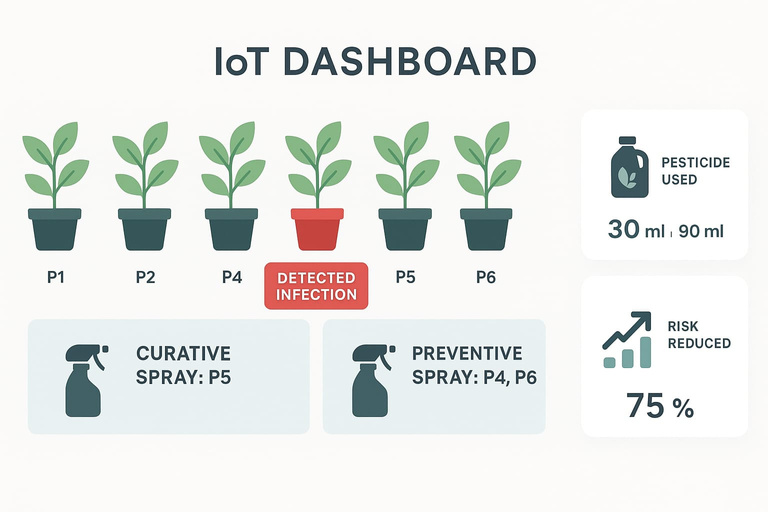 IoT DASHBOARD
P1
P2
P4
DETECTED
INFECTION
P5
P6
CURATIVE
SPRAY: P5
PREVENTIVE
SPRAY: P4, P6
PESTICIDE
USED
30 ml ı 90 ml
RISK
REDUCED
75 %